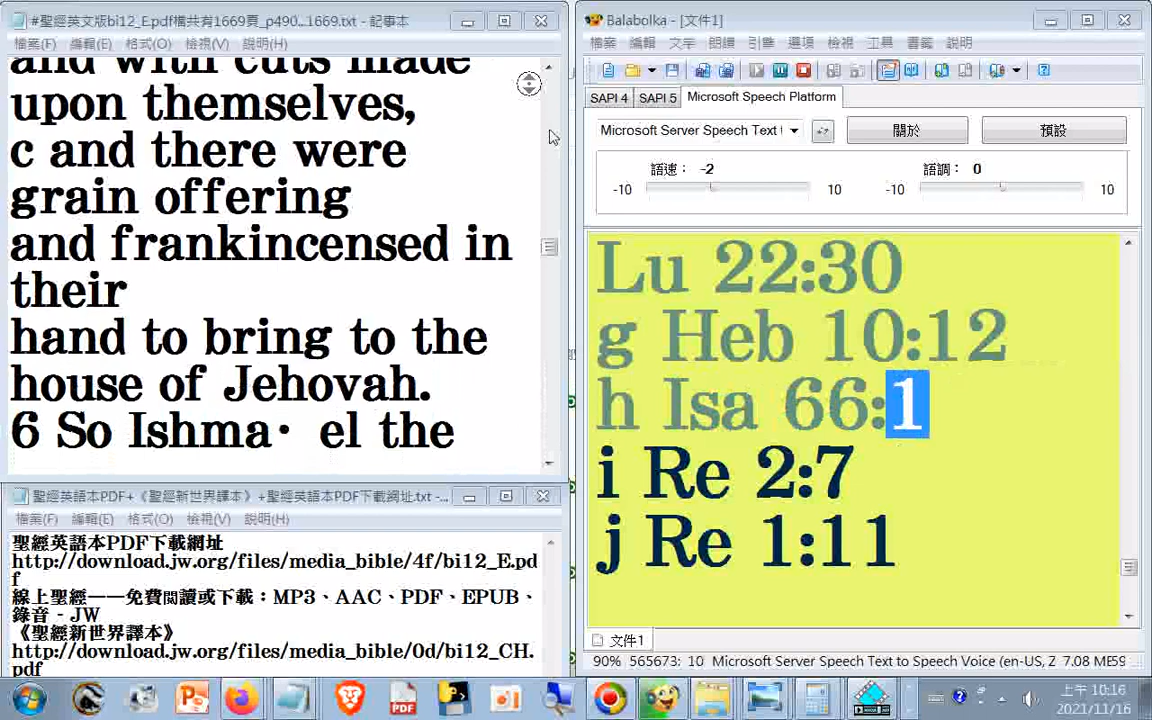 #聖經英文版bi12_E.pdf檔共有1669頁_p490...1669.txt - 記事本
檔案(F) 編輯(E) 格式(O) 檢視(V) 說明(H)
and with cuts made
upon themselves,
c and there were
grain offering
and frankincensed in
their
hand to bring to the
house of Jehovah.
6 So Ishma· el the
聖經英語本PDF+《聖經新世界譯本》+聖經英語本PDF下載網址.txt -...
檔案(F) 編輯(E) 格式(O) 檢視(V) 說明(H)
聖經英語本PDF下載網址
http://download.jw.org/files/media_bible/4f/bi12_E.pd
f
線上聖經——免費閱讀或下載：MP3、AAC、PDF、EPUB、
錄音 - JW
《聖經新世界譯本》
http://download.jw.org/files/media_bible/0d/bi12_CH.
pdf
Balabolka - [文件1]
檔案 編輯 文字 朗讀 引擎 選項 檢視 工具 書籤 說明
SAPI 4 SAPI 5 Microsoft Speech Platform
Microsoft Server Speech Text 關於 預設
語速： -2 語調： 0
-10 10 -10 10
Lu 22:30
g Heb 10:12
h Isa 66:1
i Re 2:7
j Re 1:11
文件1
90% 565673: 10 Microsoft Server Speech Text to Speech Voice (en-US, Z 7.08 МБ
PDF
上午 10:16
2021/11/16